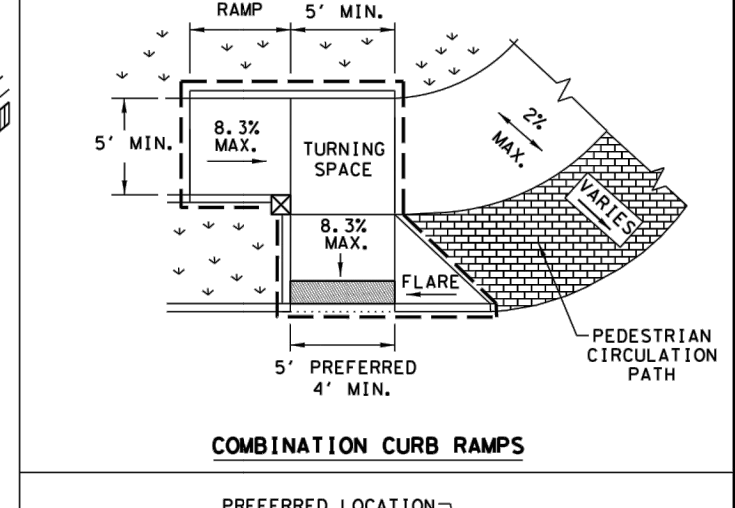 RAMP
5' MIN.
5' MIN.
8.3%
MAX.
TURNING
SPACE
2%
MAX.
VARIES
8.3%
MAX.
FLARE
PEDESTRIAN
CIRCULATION
PATH
5' PREFERRED
4' MIN.
COMBINATION CURB RAMPS
PREFERRED LOCATION